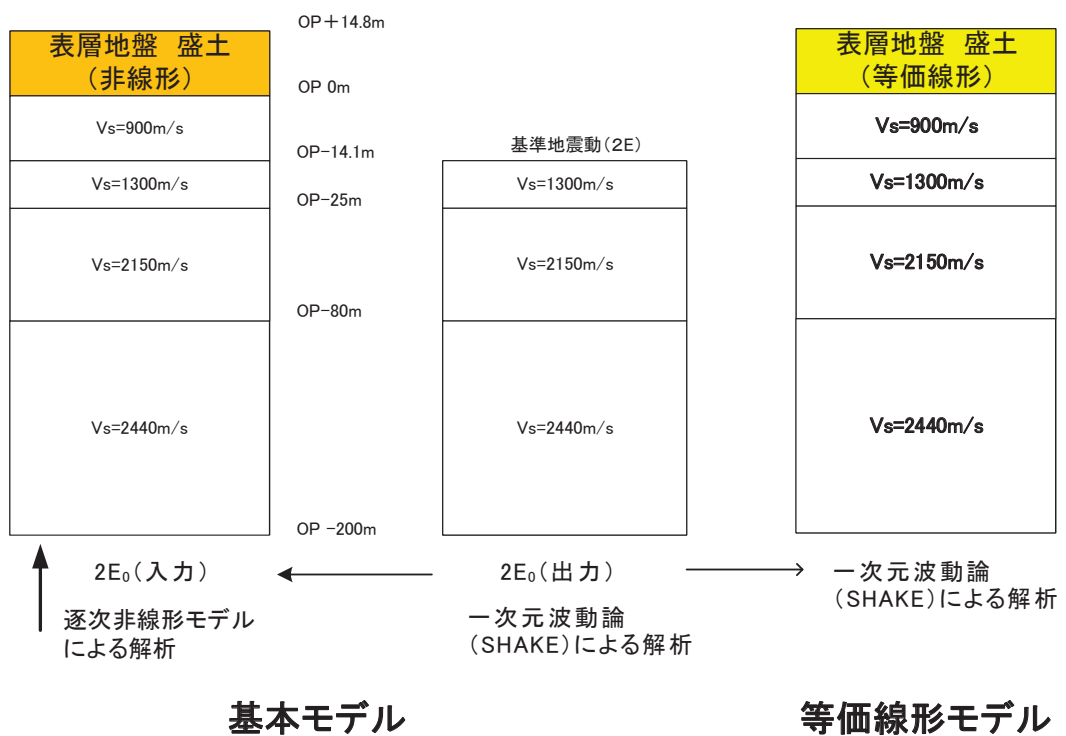 表層地盤 盛土
(非線形)
Vs=900m/s
Vs=1300m/s
Vs=2150m/s
Vs=2440m/s
2E₀(入力)
逐次非線形モデル
による解析
OP+14.8m
OP 0m
OP-14.1m
OP-25m
OP-80m
OP -200m
基準地震動(2E)
Vs=1300m/s
Vs=2150m/s
Vs=2440m/s
2E₀(出力)
一次元波動論
(SHAKE)による解析
基本モデル
表層地盤 盛土
(等価線形)
Vs=900m/s
Vs=1300m/s
Vs=2150m/s
Vs=2440m/s
一次元波動論
(SHAKE)による解析
等価線形モデル